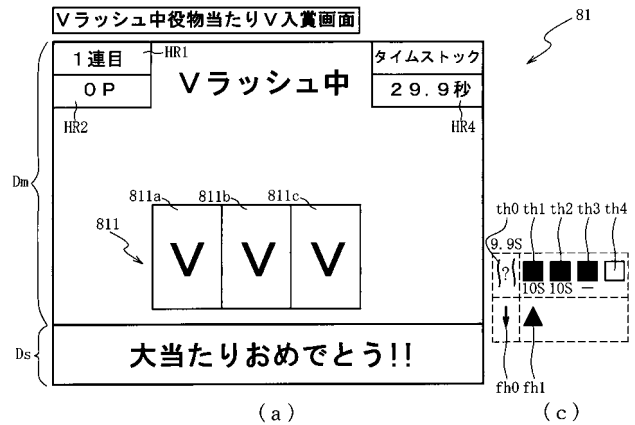 Vラッシュ中役物当たりV入賞画面
81
1連目
HR1
0P
HR2
Vラッシュ中
タイムストック
29.9秒
HR4
Dm
811a 811b 811c
811
V V V
th0 th1 th2 th3 th4
9.9S
?
10S 10S —
Ds
大当たりおめでとう!!
fh0 fh1
(a)
(c)